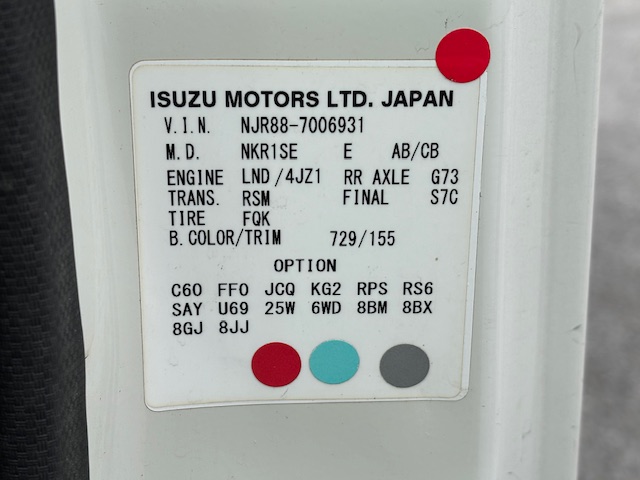 ISUZU MOTORS LTD. JAPAN
V.I.N. NJR88-7006931
M.D. NKR1SE E AB/CB
ENGINE LND/4JZ1 RR AXLE G73
TRANS. RSM FINAL S7C
TIRE FQK
B.COLOR/TRIM 729/155
OPTION
C60 FF0 JCQ KG2 RPS RS6
SAY U69 25W 6WD 8BM 8BX
8GJ 8JJ